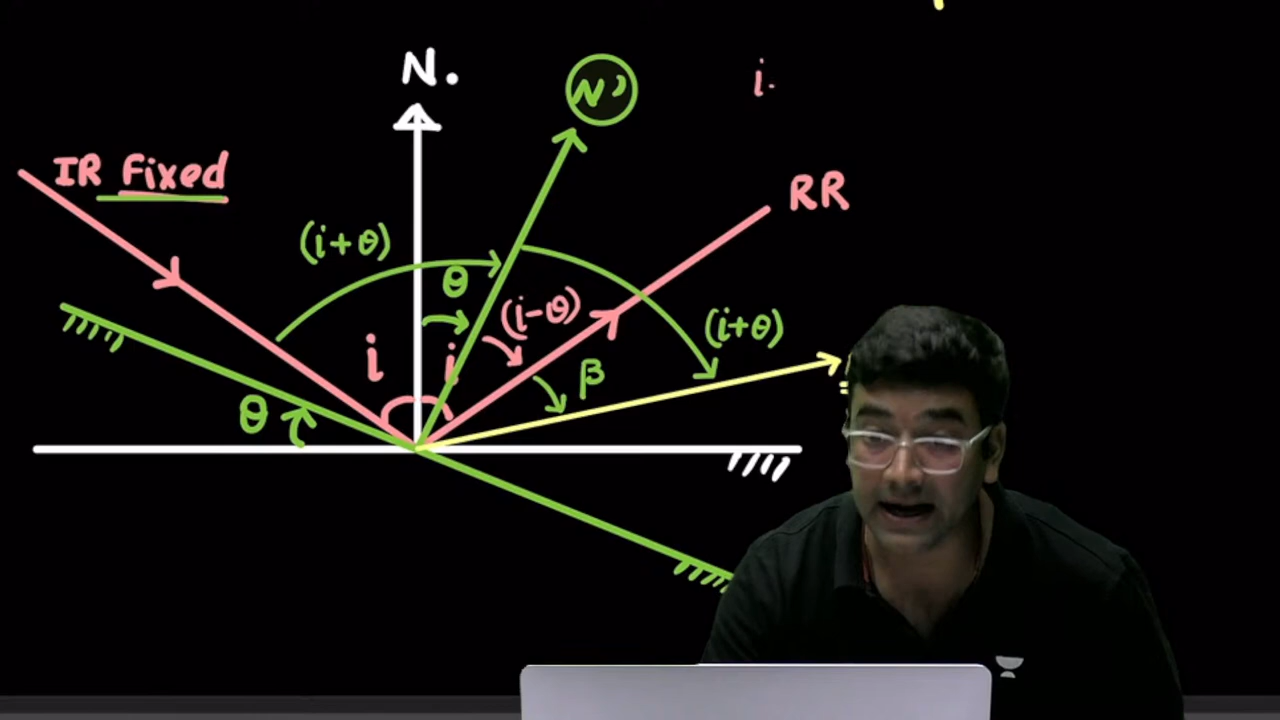 N.
N'
i.
IR Fixed
RR
(i+θ)
θ
(i-θ)
(i+θ)
i
i
β
θ